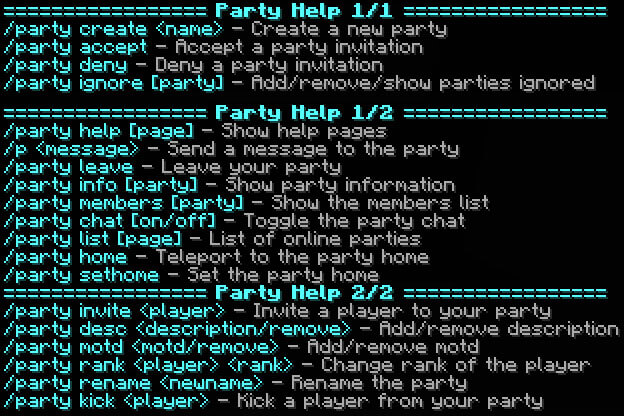 ================== Party Help 1/1 ==================
/party create <name> - Create a new party
/party accept - Accept a party invitation
/party deny - Deny a party invitation
/party ignore [party] - Add/remove/show parties ignored
================== Party Help 1/2 ==================
/party help [page] - Show help pages
/p <message> - Send a message to the party
/party leave - Leave your party
/party info [party] - Show party information
/party members [party] - Show the members list
/party chat [on/off] - Toggle the party chat
/party list [page] - List of online parties
/party home - Teleport to the party home
/party sethome - Set the party home
================== Party Help 2/2 ==================
/party invite <player> - Invite a player to your party
/party desc <description/remove> - Add/remove description
/party motd <motd/remove> - Add/remove motd
/party rank <player> <rank> - Change rank of the player
/party rename <newname> - Rename the party
/party kick <player> - Kick a player from your party